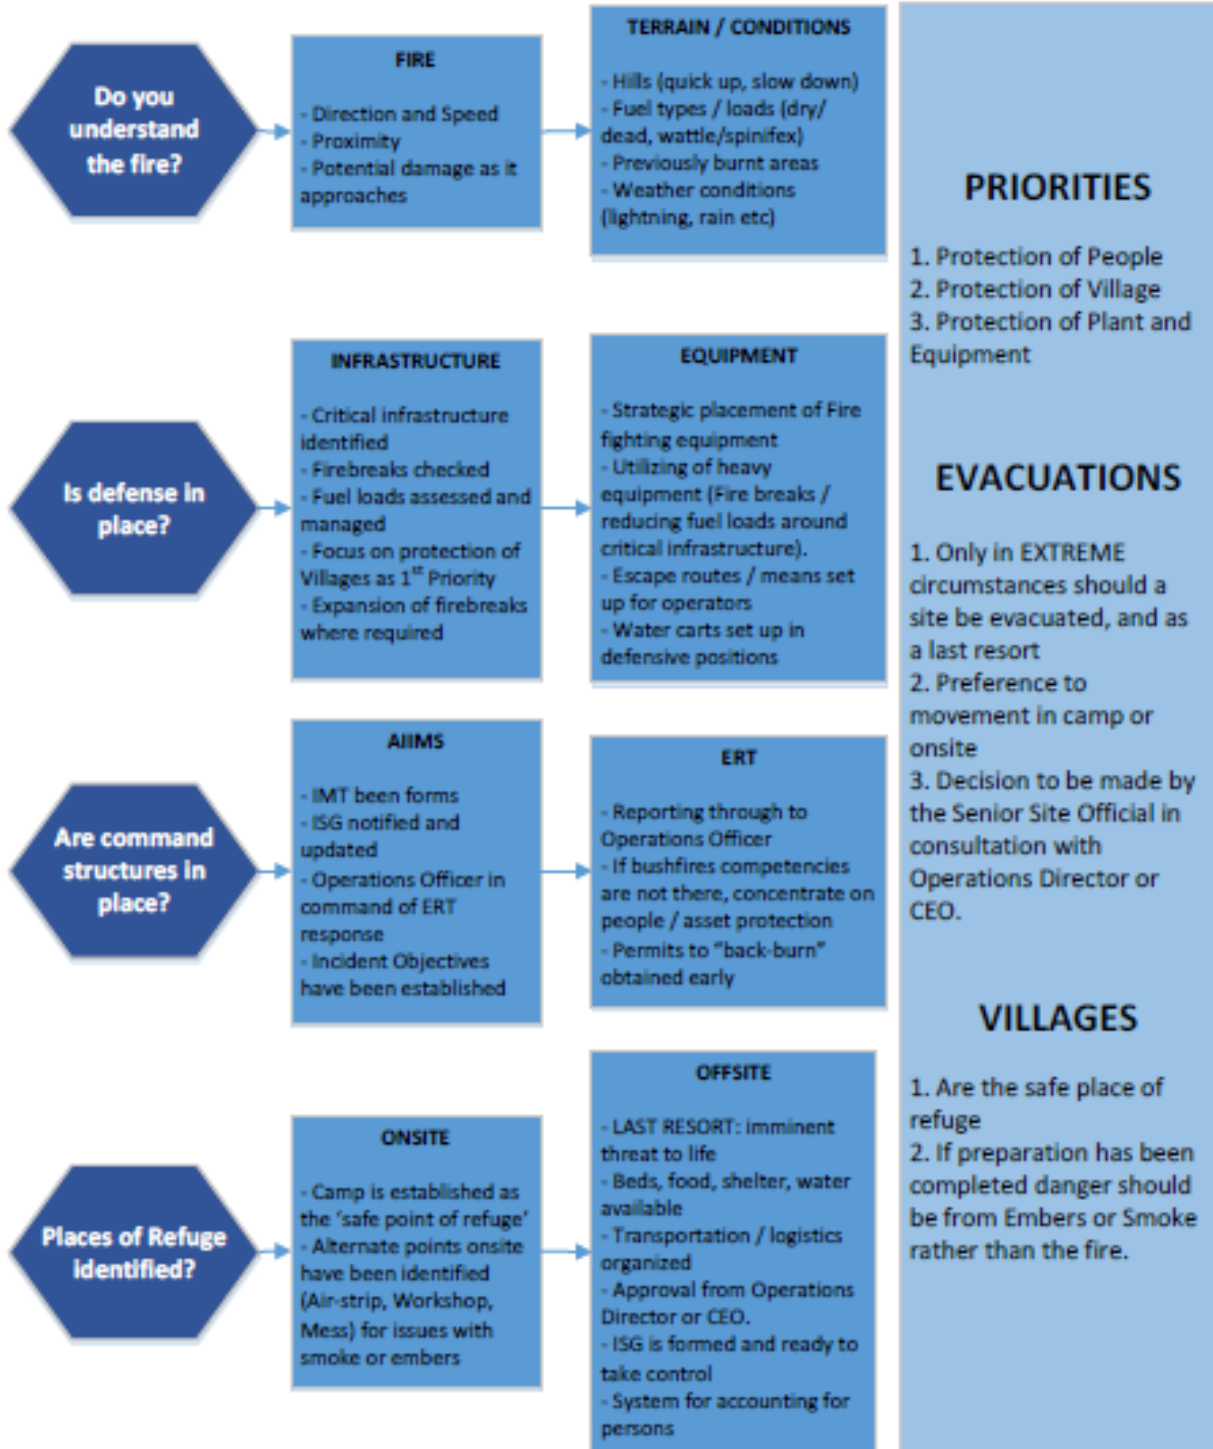 Do you
understand
the fire?
FIRE
- Direction and Speed
- Proximity
- Potential damage as it
approaches
TERRAIN / CONDITIONS
- Hills (quick up, slow down)
- Fuel types / loads (dry/
dead, wattle/spinifex)
- Previously burnt areas
- Weather conditions
(lightning, rain etc)
Is defense in
place?
INFRASTRUCTURE
- Critical infrastructure
identified
- Firebreaks checked
- Fuel loads assessed and
managed
- Focus on protection of
Villages as 1st Priority
- Expansion of firebreaks
where required
EQUIPMENT
- Strategic placement of Fire
fighting equipment
- Utilizing of heavy
equipment (Fire breaks /
reducing fuel loads around
critical infrastructure).
- Escape routes / means set
up for operators
- Water carts set up in
defensive positions
Are command
structures in
place?
AIIMS
- IMT been forms
- ISG notified and
updated
- Operations Officer in
command of ERT
response
- Incident Objectives
have been established
ERT
- Reporting through to
Operations Officer
- If bushfires competencies
are not there, concentrate on
people / asset protection
- Permits to "back-burn"
obtained early
Places of Refuge
identified?
ONSITE
- Camp is established as
the 'safe point of refuge'
- Alternate points onsite
have been identified
(Air-strip, Workshop,
Mess) for issues with
smoke or embers
OFFSITE
- LAST RESORT: imminent
threat to life
- Beds, food, shelter, water
available
- Transportation / logistics
organized
- Approval from Operations
Director or CEO.
- ISG is formed and ready to
take control
- System for accounting for
persons
PRIORITIES
1. Protection of People
2. Protection of Village
3. Protection of Plant and
Equipment
EVACUATIONS
1. Only in EXTREME
circumstances should a
site be evacuated, and as
a last resort
2. Preference to
movement in camp or
onsite
3. Decision to be made by
the Senior Site Official in
consultation with
Operations Director or
CEO.
VILLAGES
1. Are the safe place of
refuge
2. If preparation has been
completed danger should
be from Embers or Smoke
rather than the fire.